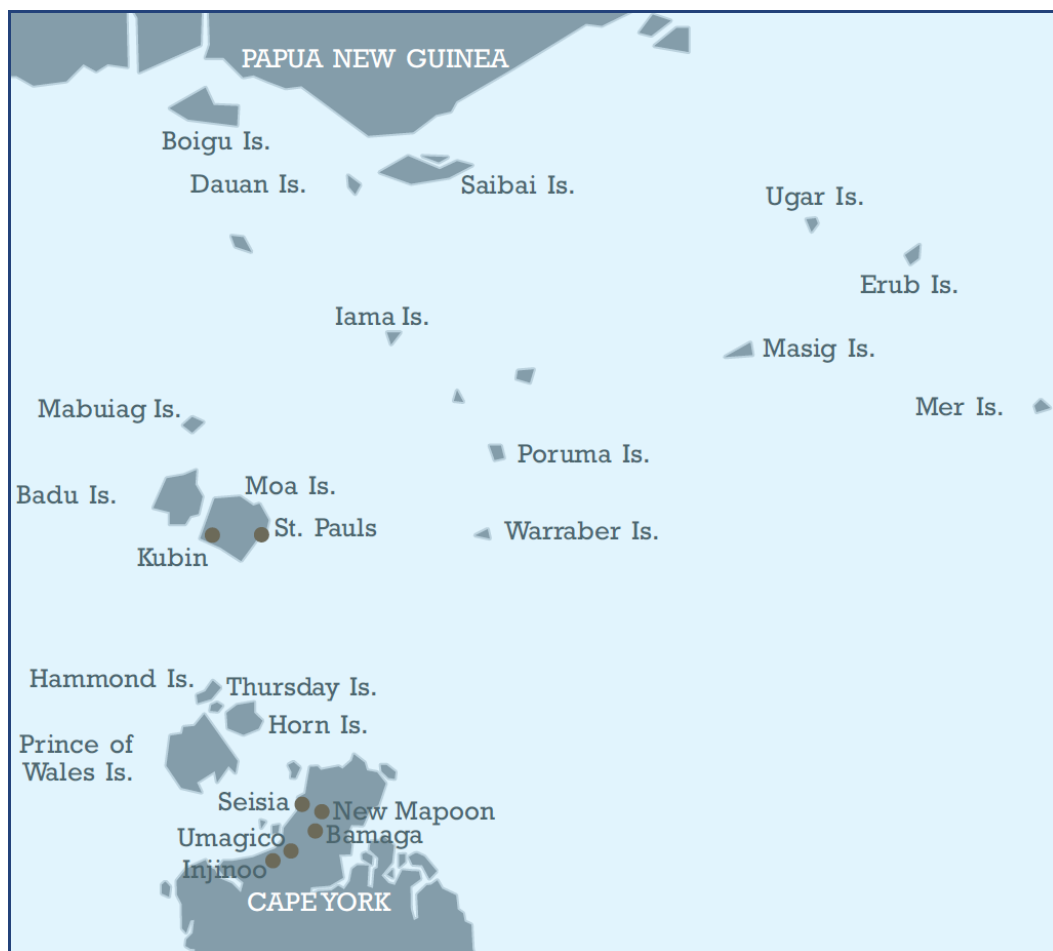 PAPUA NEW GUINEA
Boigu Is.
Dauan Is.
Saibai Is.
Ugar Is.
Erub Is.
Iama Is.
Masig Is.
Mabuiag Is.
Mer Is.
Poruma Is.
Badu Is.
Moa Is.
St. Pauls
Warraber Is.
Kubin
Hammond Is.
Thursday Is.
Horn Is.
Prince of
Wales Is.
Seisia
New Mapoon
Bamaga
Umagico
Injinoo
CAPE YORK